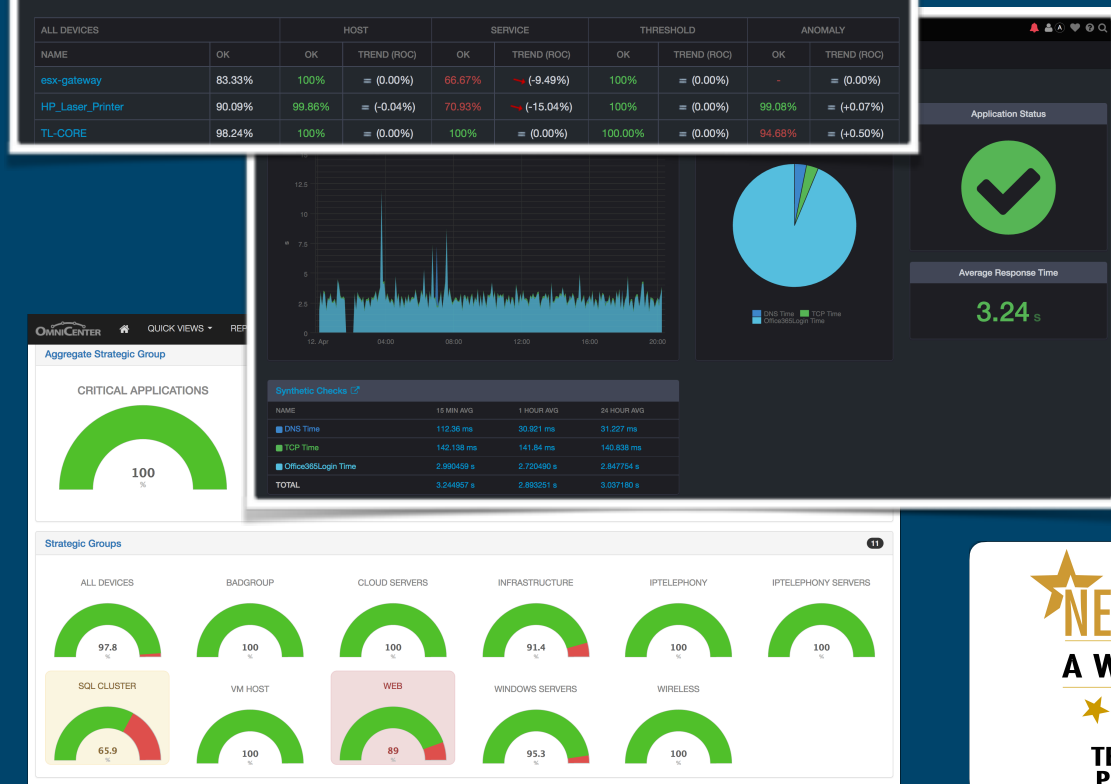 ALL DEVICES HOST SERVICE THRESHOLD ANOMALY
NAME OK OK TREND (ROC) OK TREND (ROC) OK TREND (ROC) OK TREND (ROC)
esx-gateway 83.33% 100% = (0.00%) 66.67% (-9.49%) 100% = (0.00%) - = (0.00%)
HP_Laser_Printer 90.09% 99.86% = (-0.04%) 70.93% (-15.04%) 100% = (0.00%) 99.08% = (+0.07%)
TL-CORE 98.24% 100% = (0.00%) 100% = (0.00%) 100.00% = (0.00%) 94.68% = (+0.50%)
12.5
10
7.5
5
2.5
0
s
12. Apr 04:00 08:00 12:00 16:00 20:00
DNS Time TCP Time
Office365Login Time
Application Status
Average Response Time
3.24 s
Synthetic Checks
NAME 15 MIN AVG 1 HOUR AVG 24 HOUR AVG
DNS Time 112.36 ms 30.921 ms 31.227 ms
TCP Time 142.138 ms 141.84 ms 140.838 ms
Office365Login Time 2.990459 s 2.720490 s 2.847754 s
TOTAL 3.244957 s 2.893251 s 3.037180 s
OMNICENTER QUICK VIEWS REP
Aggregate Strategic Group
CRITICAL APPLICATIONS
100
%
Strategic Groups 11
ALL DEVICES BADGROUP CLOUD SERVERS INFRASTRUCTURE IPTELEPHONY IPTELEPHONY SERVERS
97.8 100 100 91.4 100 100
% % % % % %
SQL CLUSTER VM HOST WEB WINDOWS SERVERS WIRELESS
65.9 100 89 95.3 100
% % % % %
NE
A W